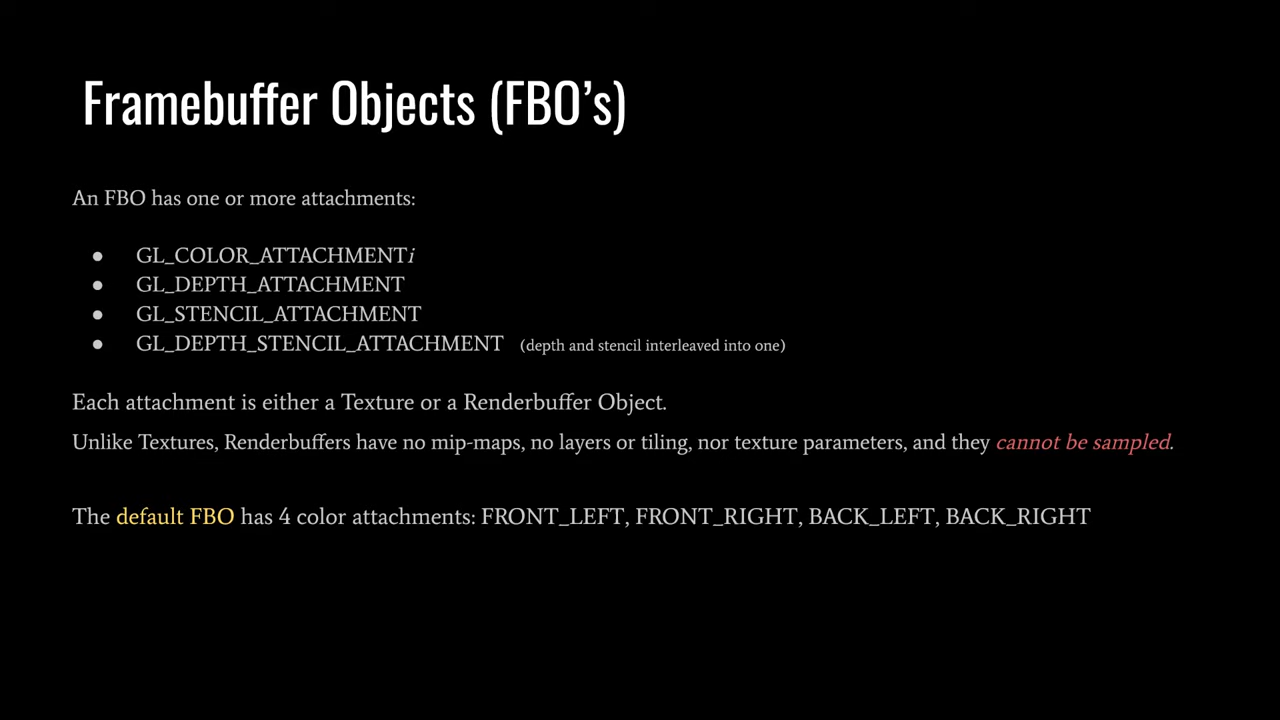 Framebuffer Objects (FBO’s)
An FBO has one or more attachments:
● GL_COLOR_ATTACHMENTi
● GL_DEPTH_ATTACHMENT
● GL_STENCIL_ATTACHMENT
● GL_DEPTH_STENCIL_ATTACHMENT (depth and stencil interleaved into one)
Each attachment is either a Texture or a Renderbuffer Object.
Unlike Textures, Renderbuffers have no mip-maps, no layers or tiling, nor texture parameters, and they cannot be sampled.
The default FBO has 4 color attachments: FRONT_LEFT, FRONT_RIGHT, BACK_LEFT, BACK_RIGHT